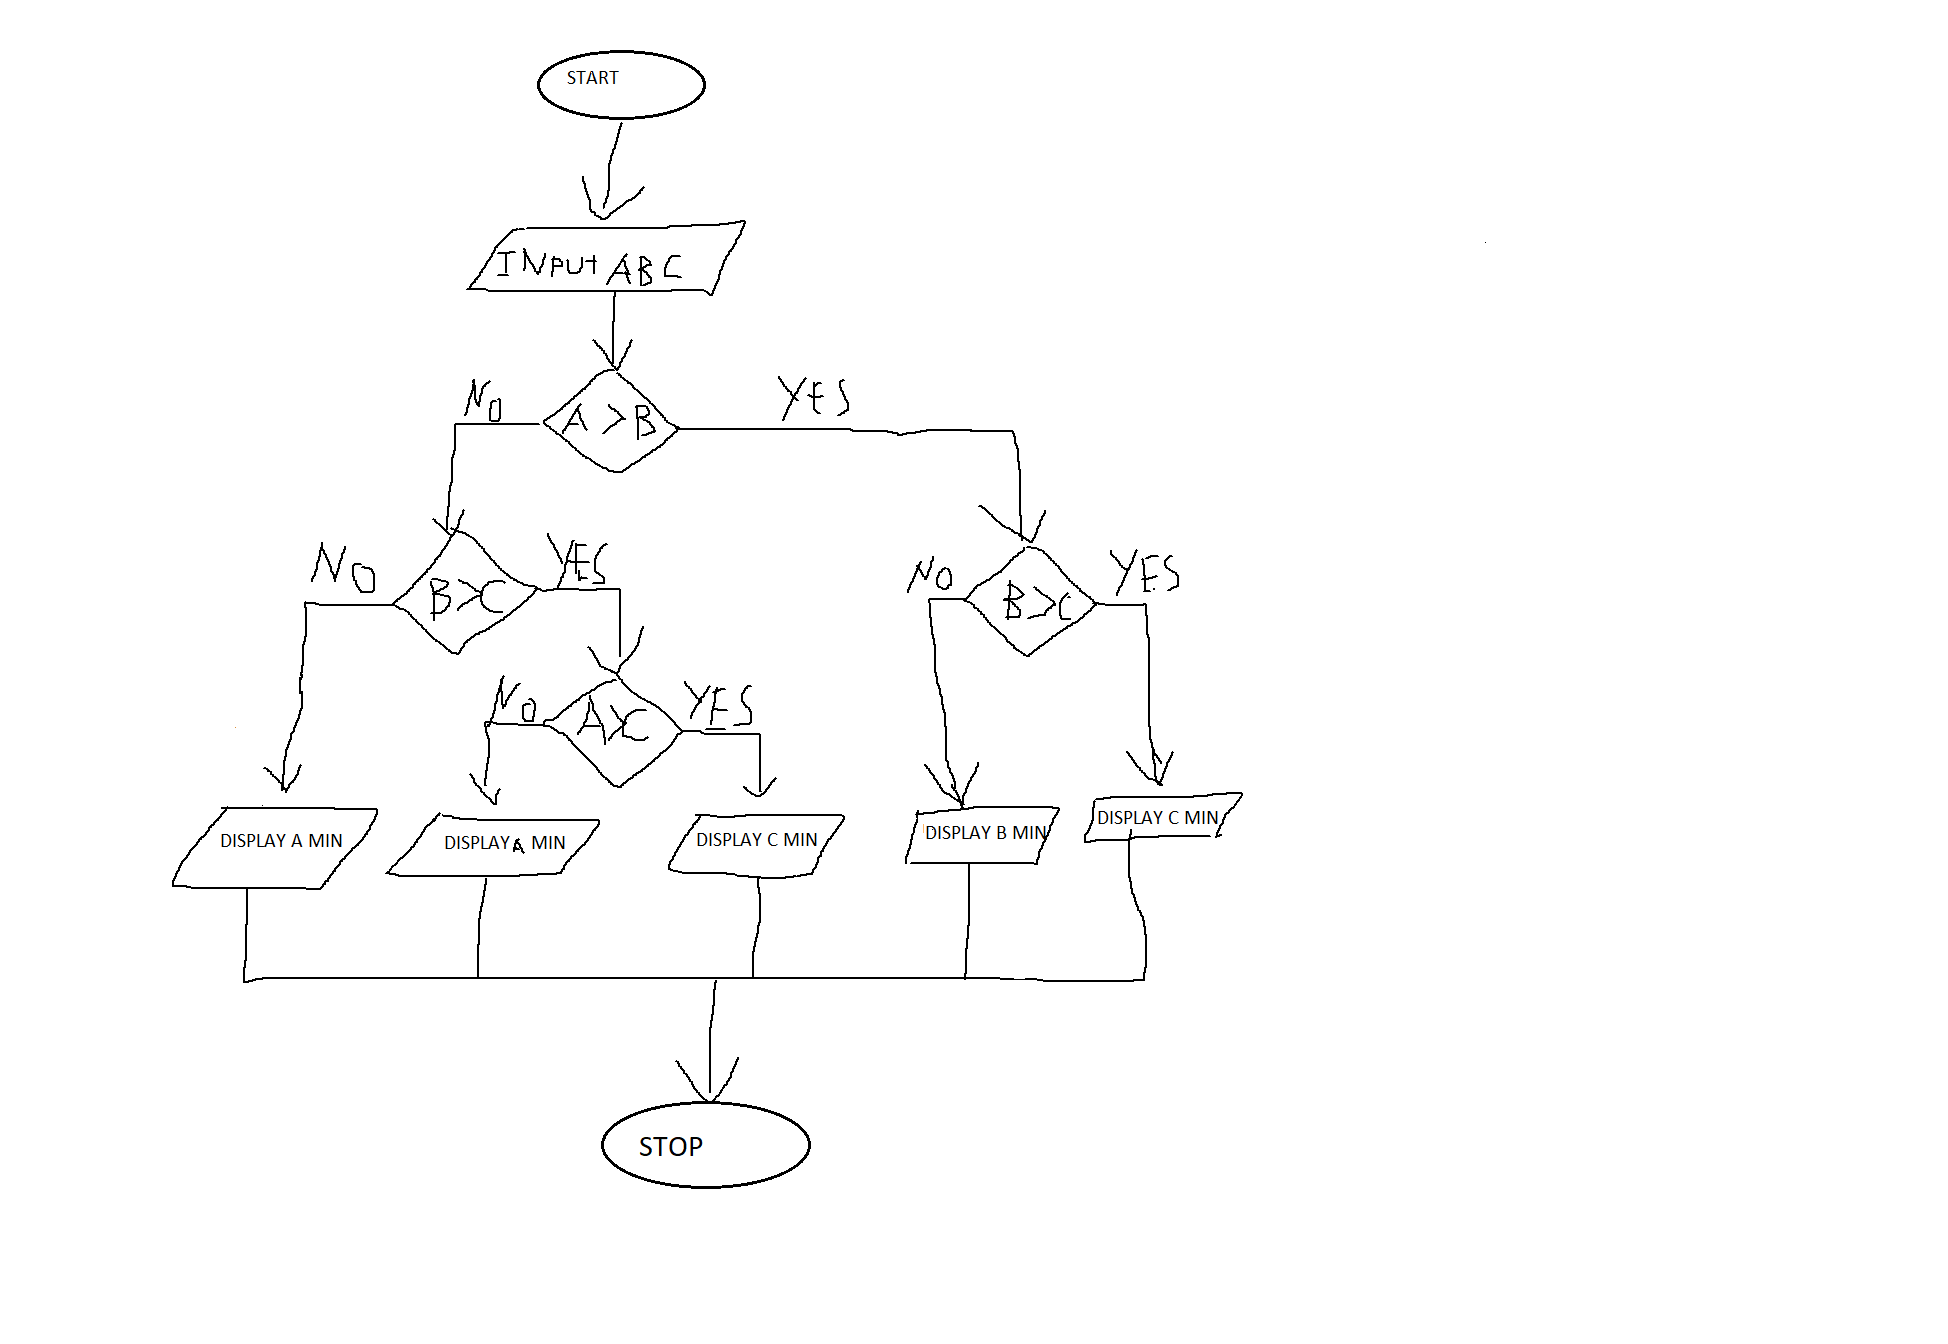 START
INPUT ABC
NO
YES
A >B
NO
YES
NO
YES
B>C
B>C
NO
YES
A>C
DISPLAY A MIN
DISPLAY A MIN
DISPLAY C MIN
DISPLAY B MIN
DISPLAY C MIN
STOP